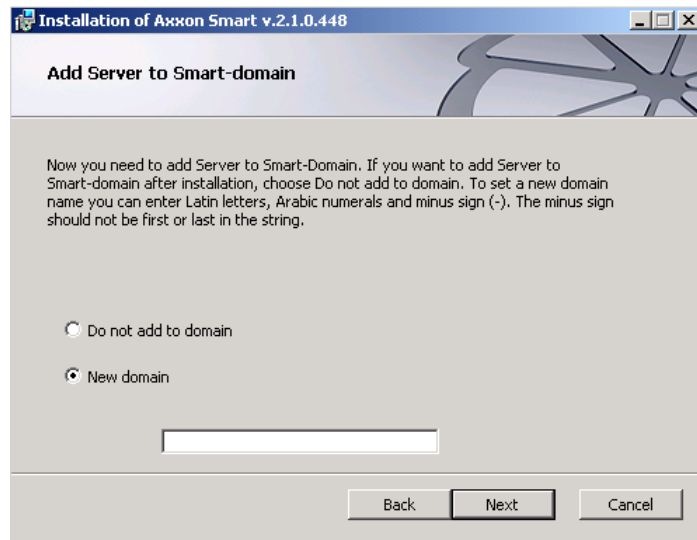 Installation of Axxon Smart v.2.1.0.448
Add Server to Smart-domain
Now you need to add Server to Smart-Domain. If you want to add Server to
Smart-domain after installation, choose Do not add to domain. To set a new domain
name you can enter Latin letters, Arabic numerals and minus sign (-). The minus sign
should not be first or last in the string.
Do not add to domain
New domain
Back Next Cancel